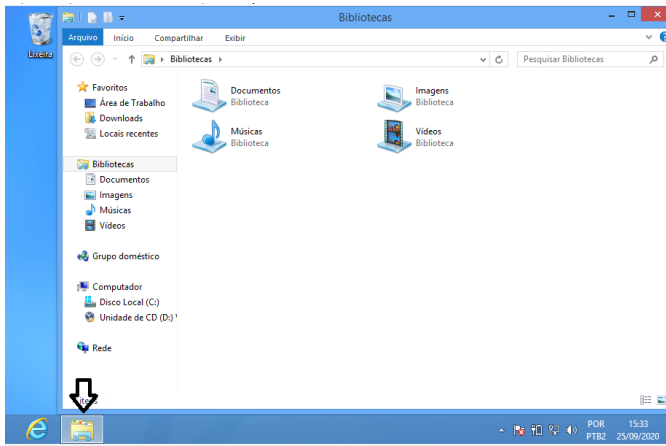 Bibliotecas
Arquivo
Início
Compartilhar
Exibir
Bibliotecas
Pesquisar Bibliotecas
Lixeira
Favoritos
Área de Trabalho
Downloads
Locais recentes
Bibliotecas
Documentos
Imagens
Músicas
Vídeos
Grupo doméstico
Computador
Disco Local (C:)
Unidade de CD (D:)
Rede
Documentos
Biblioteca
Imagens
Biblioteca
Músicas
Biblioteca
Vídeos
Biblioteca
POR
PTB2
15:33
25/09/2020